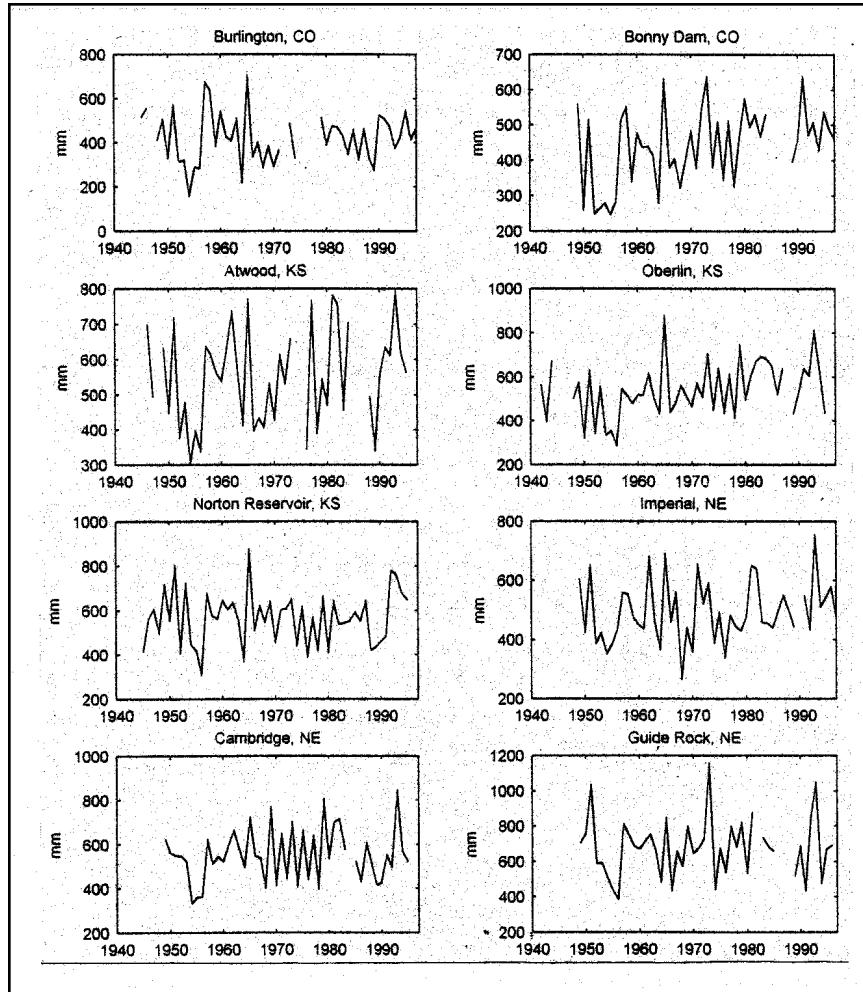 Burlington, CO
800
600
400
200
0
mm
1940 1950 1960 1970 1980 1990
Bonny Dam, CO
700
600
500
400
300
200
1940 1950 1960 1970 1980 1990
Atwood, KS
800
700
600
500
400
300
mm
1940 1950 1960 1970 1980 1990
Oberlin, KS
1000
800
600
400
200
1940 1950 1960 1970 1980 1990
Norton Reservoir, KS
1000
800
600
400
200
mm
1940 1950 1960 1970 1980 1990
Imperial, NE
800
600
400
200
mm
1940 1950 1960 1970 1980 1990
Cambridge, NE
1000
800
600
400
200
mm
1940 1950 1960 1970 1980 1990
Guide Rock, NE
1200
1000
800
600
400
200
mm
1940 1950 1960 1970 1980 1990